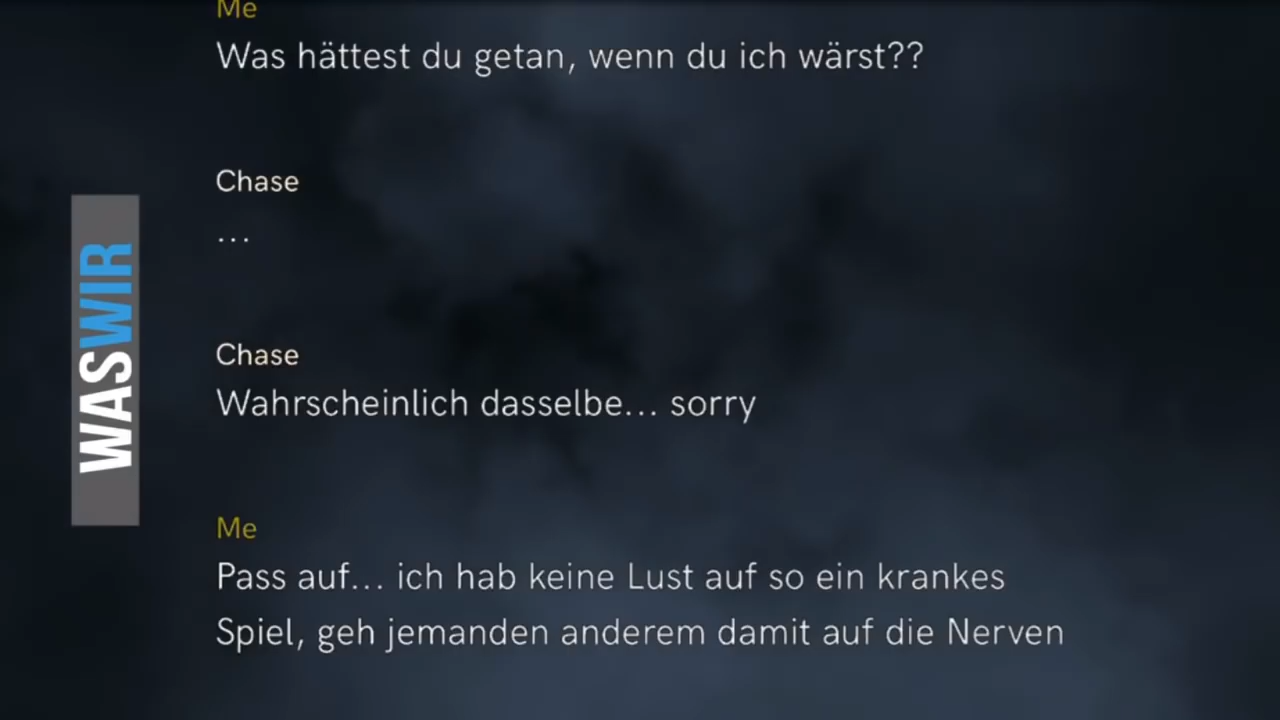 Me
Was hättest du getan, wenn du ich wärst??
Chase
...
Chase
Wahrscheinlich dasselbe... sorry
Me
Pass auf... ich hab keine Lust auf so ein krankes
Spiel, geh jemanden anderem damit auf die Nerven
WASWIR